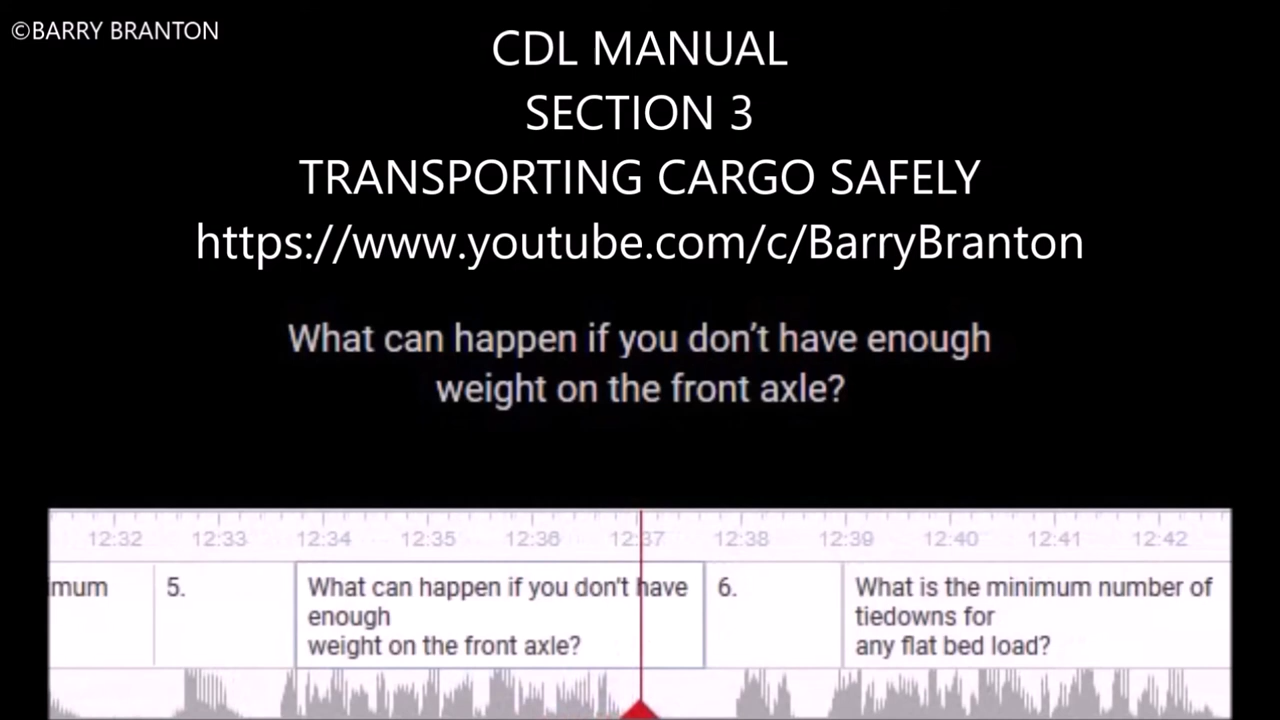 ©BARRY BRANTON
CDL MANUAL
SECTION 3
TRANSPORTING CARGO SAFELY
https://www.youtube.com/c/BarryBranton
What can happen if you don't have enough
weight on the front axle?
12:32 12:33 12:34 12:35 12:36 12:37 12:38 12:39 12:40 12:41 12:42
mum
5.
What can happen if you don't have
enough
weight on the front axle?
6.
What is the minimum number of
tiedowns for
any flat bed load?